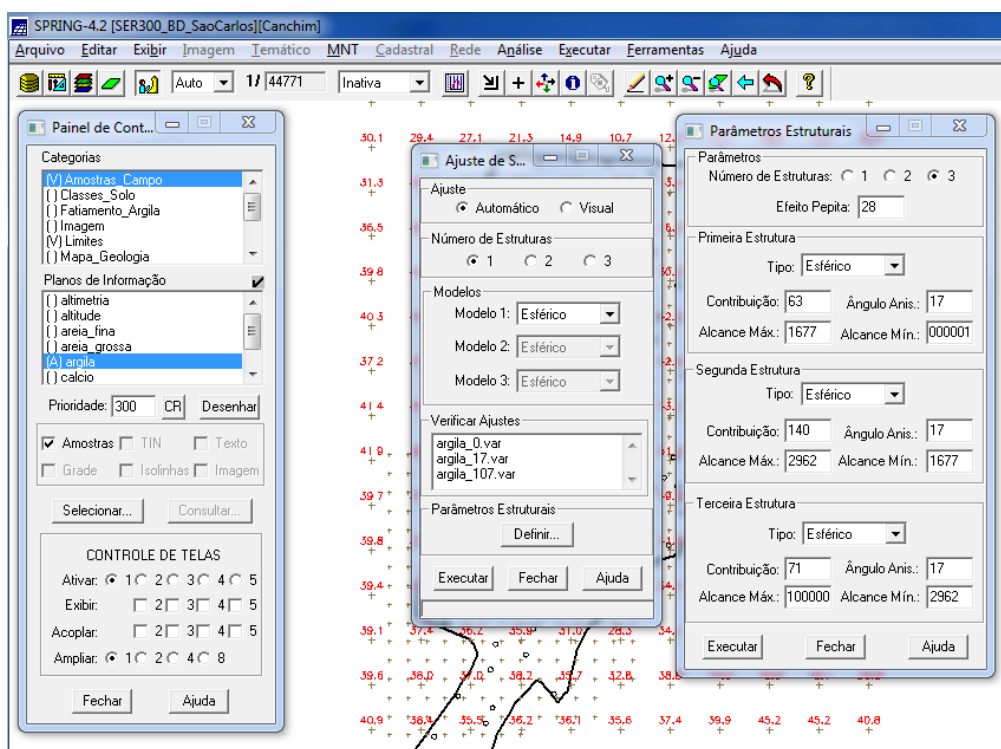 SPRING-4.2 [SER300_BD_SaoCarlos][Canchim]
Arquivo Editar Exibir Imagem Temático MNT Cadastral Rede Análise Executar Ferramentas Ajuda
Auto 1/ 44771 Inativa
Painel de Cont...
Categorias
(V) Amostras_Campo
( ) Classes_Solo
( ) Fatiamento_Argila
( ) Imagem
(V) Limites
( ) Mapa_Geologia
Planos de Informação
( ) altimetria
( ) altitude
( ) areia_fina
( ) areia_grossa
(A) argila
( ) calcio
Prioridade: 300 CR Desenhar
Amostras TIN Texto
Grade Isolinhas Imagem
Selecionar... Consultar...
CONTROLE DE TELAS
Ativar: 1 2 3 4 5
Exibir: 2 3 4 5
Acoplar: 2 3 4 5
Ampliar: 1 2 4 8
Fechar Ajuda
30.1 29.4 27.1 21.3 14.9 10.7 12.
31.3
36.5
39.8
40.3
37.2
41.4
41.9
39.7
39.8
39.4
Ajuste de S...
Ajuste
Automático Visual
Número de Estruturas
1 2 3
Modelos
Modelo 1: Esférico
Modelo 2: Esférico
Modelo 3: Esférico
Verificar Ajustes
argila_0.var
argila_17.var
argila_107.var
Parâmetros Estruturais
Definir...
Executar Fechar Ajuda
Parâmetros Estruturais
Parâmetros
Número de Estruturas: 1 2 3
Efeito Pepita: 28
Primeira Estrutura
Tipo: Esférico
Contribuição: 63 Ângulo Anis.: 17
Alcance Máx.: 1677 Alcance Mín.: 000001
Segunda Estrutura
Tipo: Esférico
Contribuição: 140 Ângulo Anis.: 17
Alcance Máx.: 2962 Alcance Mín.: 1677
Terceira Estrutura
Tipo: Esférico
Contribuição: 71 Ângulo Anis.: 17
Alcance Máx.: 100000 Alcance Mín.: 2962
Executar Fechar Ajuda
39.1 37.4 36.2 35.8 31.0 28.3 34.
39.6 38.0 37.0 38.2 35.7 32.8
40.9 38.4 35.5 36.2 36.1 35.6 37.4 39.9 45.2 45.2 40.8